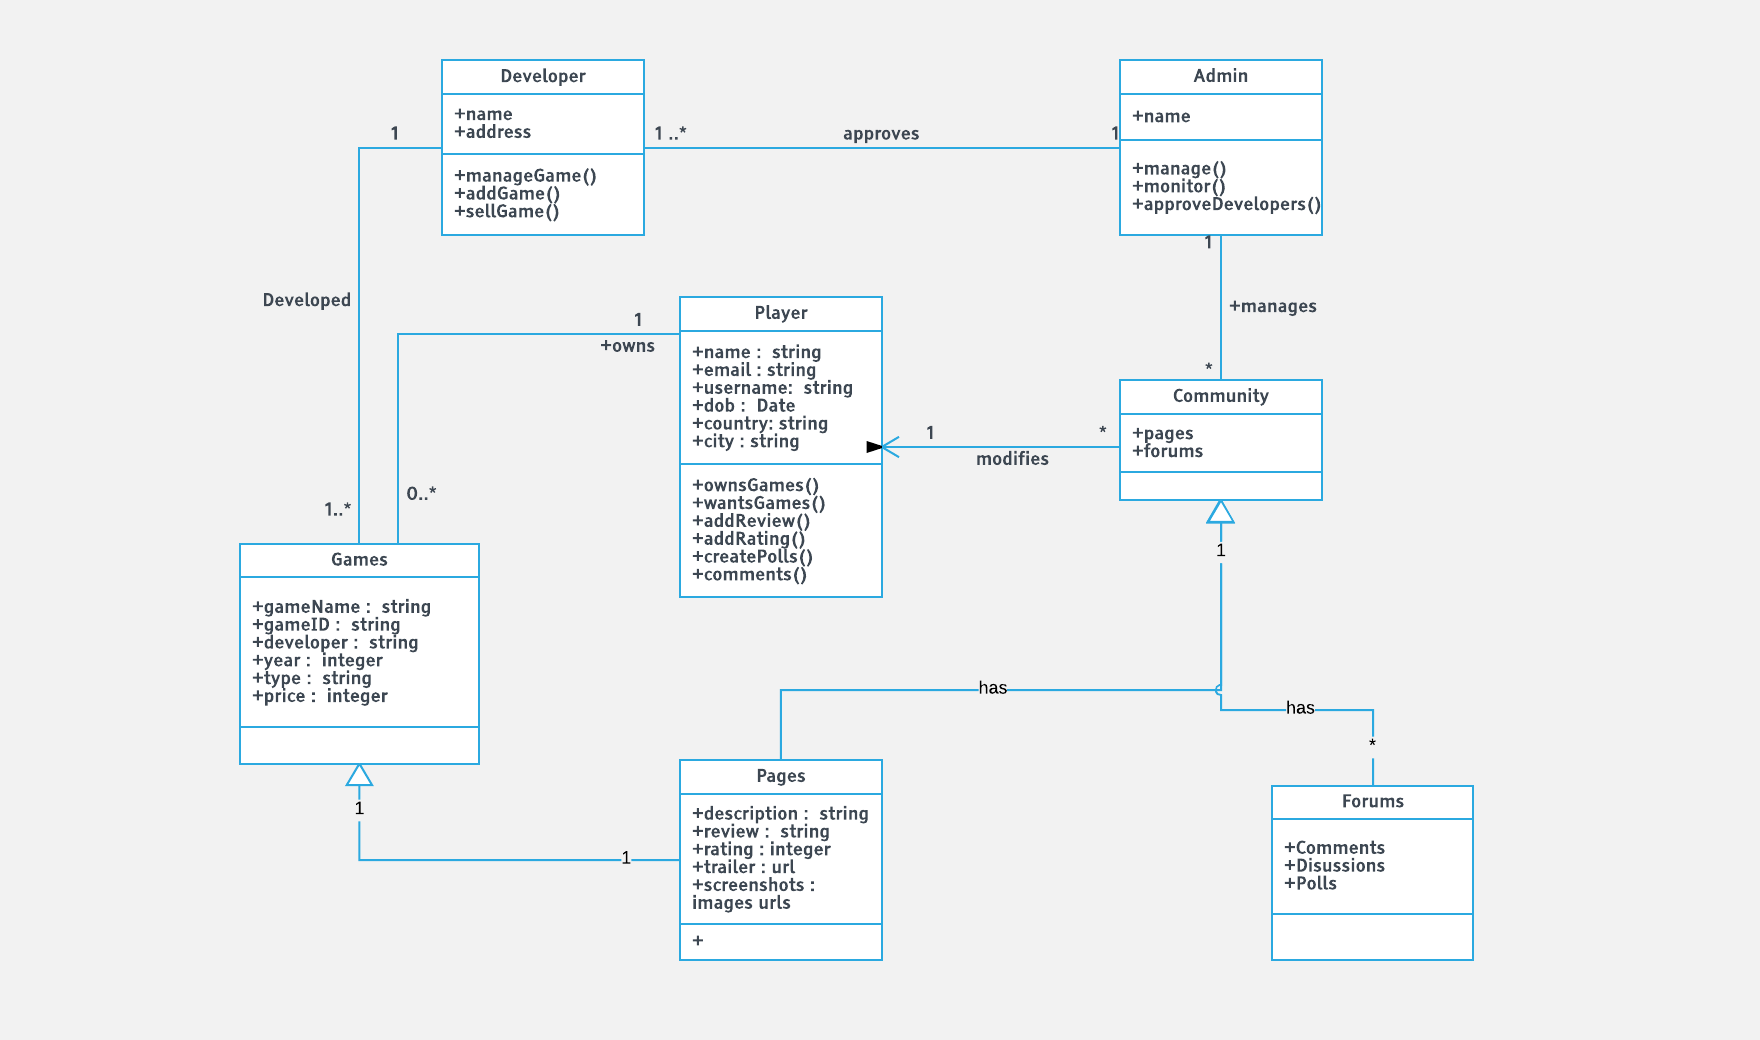 Developer
+name
+address
+manageGame()
+addGame()
+sellGame()
1
1 ..*
approves
1
Admin
+name
+manage()
+monitor()
+approveDevelopers()
1
+manages
*
Developed
1
+owns
0..*
1..*
Player
+name :  string
+email : string
+username:  string
+dob :  Date
+country: string
+city : string
+ownsGames()
+wantsGames()
+addReview()
+addRating()
+createPolls()
+comments()
1
*
modifies
Community
+pages
+forums
1
Games
+gameName :  string
+gameID :  string
+developer :  string
+year :  integer
+type :  string
+price :  integer
1
1
has
has
*
Pages
+description :  string
+review :  string
+rating : integer
+trailer : url
+screenshots :
images urls
+
Forums
+Comments
+Disussions
+Polls